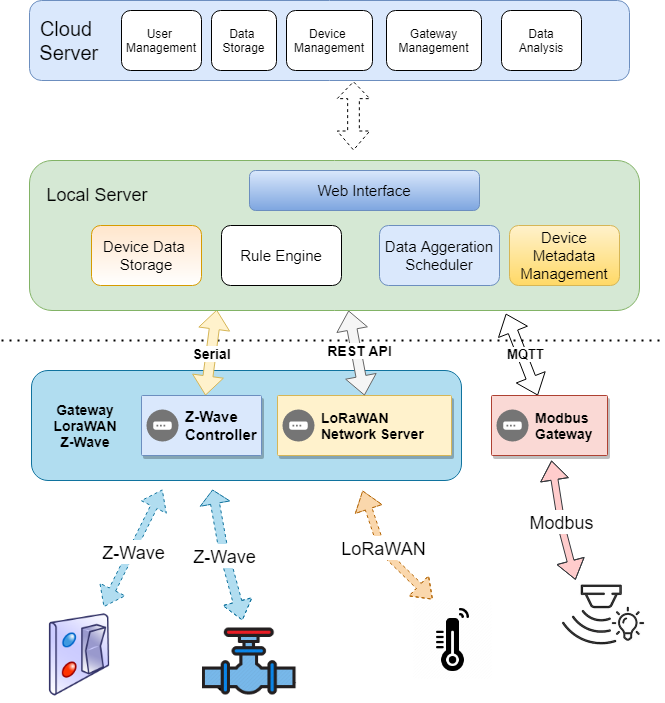 Cloud
Server
User
Management
Data
Storage
Device
Management
Gateway
Management
Data
Analysis
Local Server
Web Interface
Device Data
Storage
Rule Engine
Data Aggeration
Scheduler
Device
Metadata
Management
Serial
REST API
MQTT
Gateway
LoraWAN
Z-Wave
Z-Wave
Controller
LoRaWAN
Network Server
Modbus
Gateway
Z-Wave
Z-Wave
LoRaWAN
Modbus